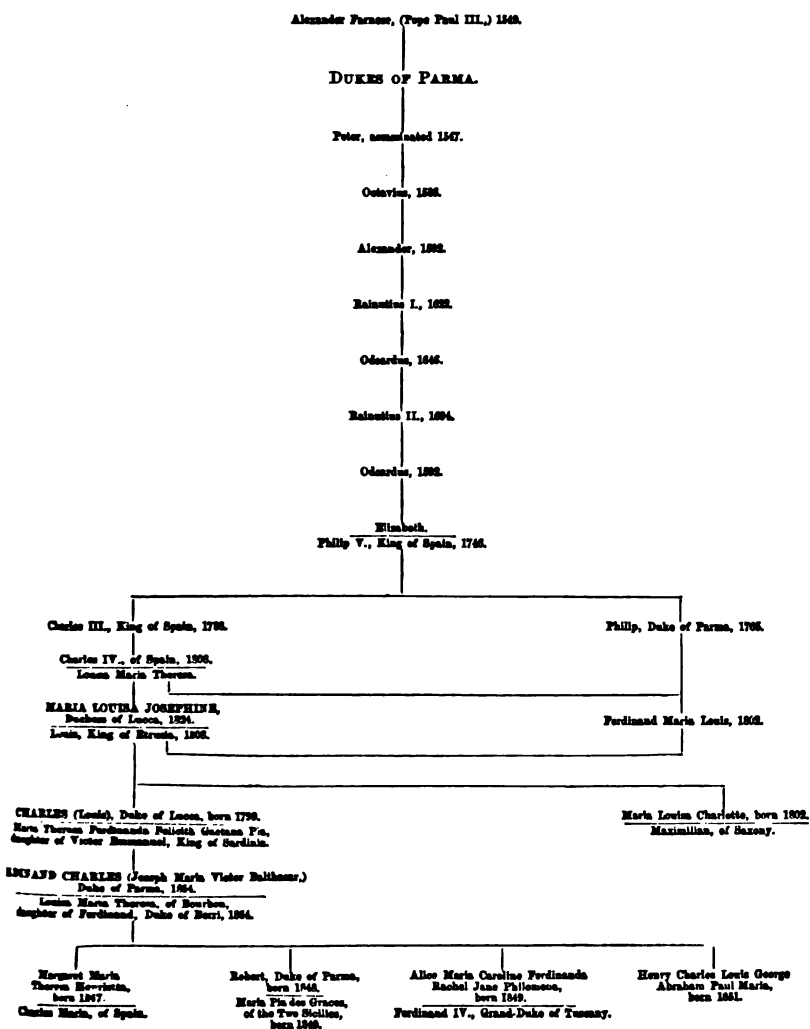 Alexander Farnese, (Pope Paul III.,) 1549.
DUKES OF PARMA.
Peter, assassinated 1547.
Octavius, 1586.
Alexander, 1592.
Rainutius I., 1622.
Odoardus, 1646.
Rainutius II., 1694.
Odoardus, 1592.
Elizabeth.
Philip V., King of Spain, 1746.
Charles III., King of Spain, 1788.
Philip, Duke of Parma, 1765.
Charles IV., of Spain, 1808.
Louisa Maria Theresa.
MARIA LOUISA JOSEPHINE,
Duchess of Lucca, 1824.
Louis, King of Etruria, 1803.
Ferdinand Maria Louis, 1802.
CHARLES (Louis), Duke of Lucca, born 1799.
Maria Theresa Ferdinanda Felicith Gaetana Pia,
daughter of Victor Emmanuel, King of Sardinia.
Maria Louisa Charlotte, born 1802.
Maximilian, of Saxony.
RDINAND CHARLES (Joseph Maria Victor Balthasar,)
Duke of Parma, 1854.
Louisa Maria Theresa, of Bourbon,
daughter of Ferdinand, Duke of Berri, 1864.
Margaret Maria
Theresa Henrietta,
born 1847.
Charles Maria, of Spain.
Robert, Duke of Parma,
born 1848.
Maria Pia des Graces,
of the Two Sicilies,
born 1849.
Alice Maria Caroline Ferdinanda
Rachel Jane Philomena,
born 1849.
Ferdinand IV., Grand-Duke of Tuscany.
Henry Charles Louis George
Abraham Paul Maria,
born 1851.